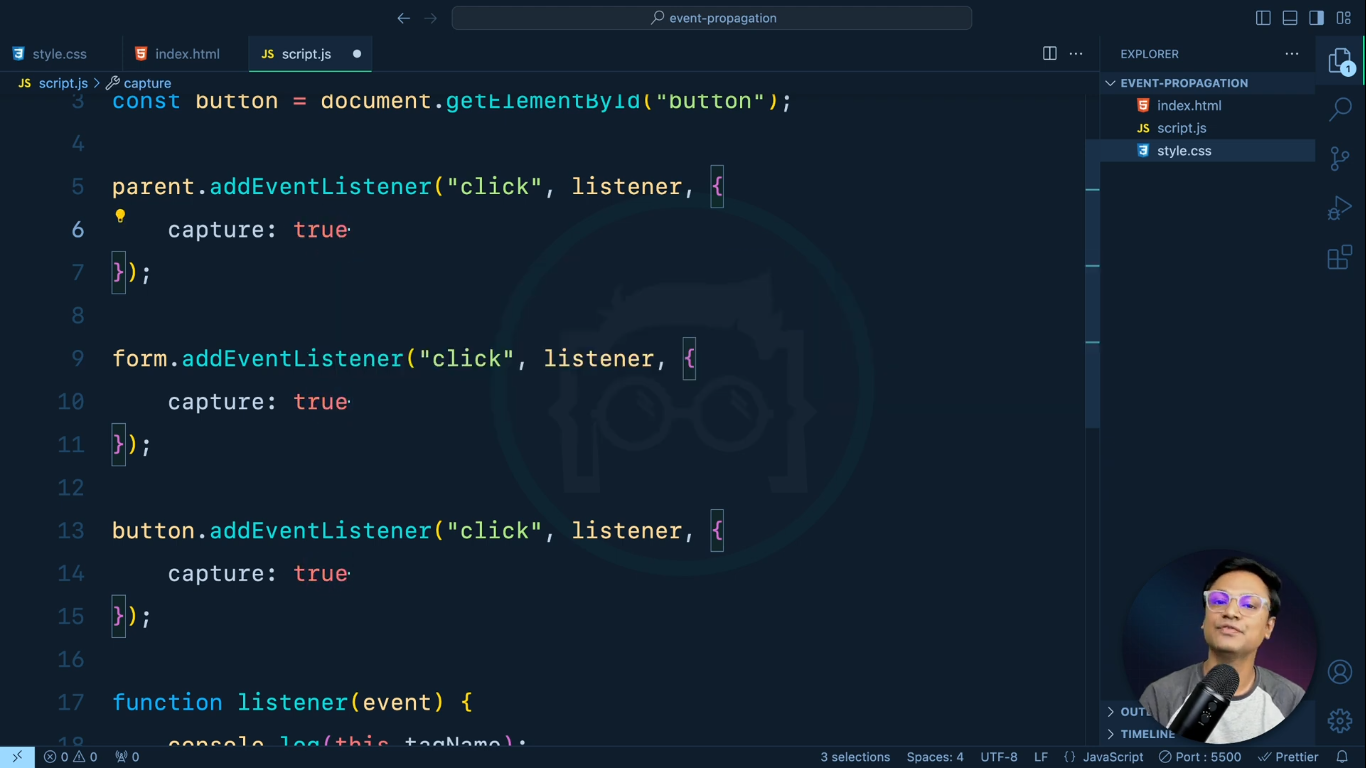 event-propagation
style.css
index.html
JS script.js
JS script.js > capture
3 const button = document.getElementById("button");
4
5 parent.addEventListener("click", listener, {
6 capture: true
7 });
8
9 form.addEventListener("click", listener, {
10 capture: true
11 });
12
13 button.addEventListener("click", listener, {
14 capture: true
15 });
16
17 function listener(event) {
18 console.log(this.tagName);
EXPLORER
EVENT-PROPAGATION
index.html
JS script.js
style.css
TIMELINE
1
0 0 0
3 selections
Spaces: 4
UTF-8
LF
{} JavaScript
Port : 5500
Prettier